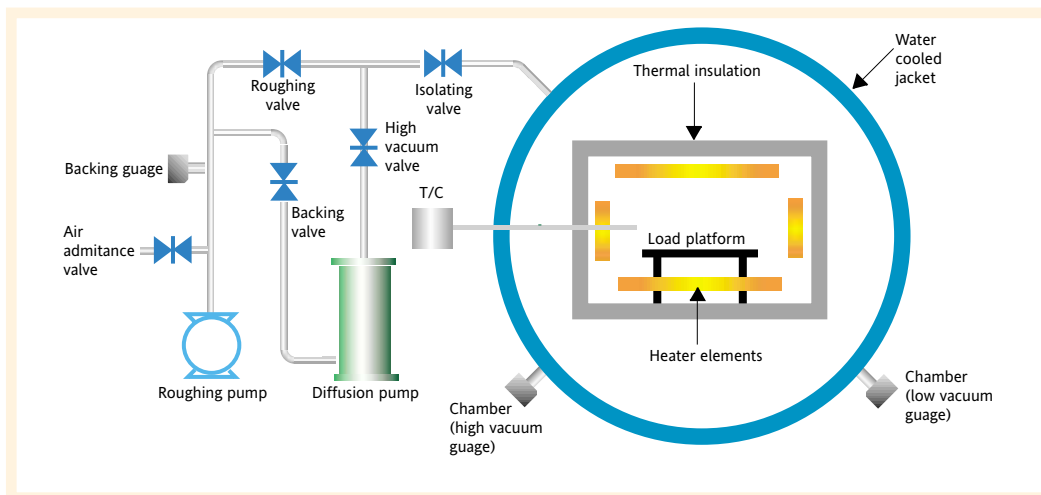 Water
cooled
jacket
Thermal insulation
Roughing
valve
Isolating
valve
High
vacuum
valve
Backing guage
T/C
Backing
valve
Air
admitance
valve
Load platform
Heater elements
Roughing pump
Diffusion pump
Chamber
(high vacuum
guage)
Chamber
(low vacuum
guage)